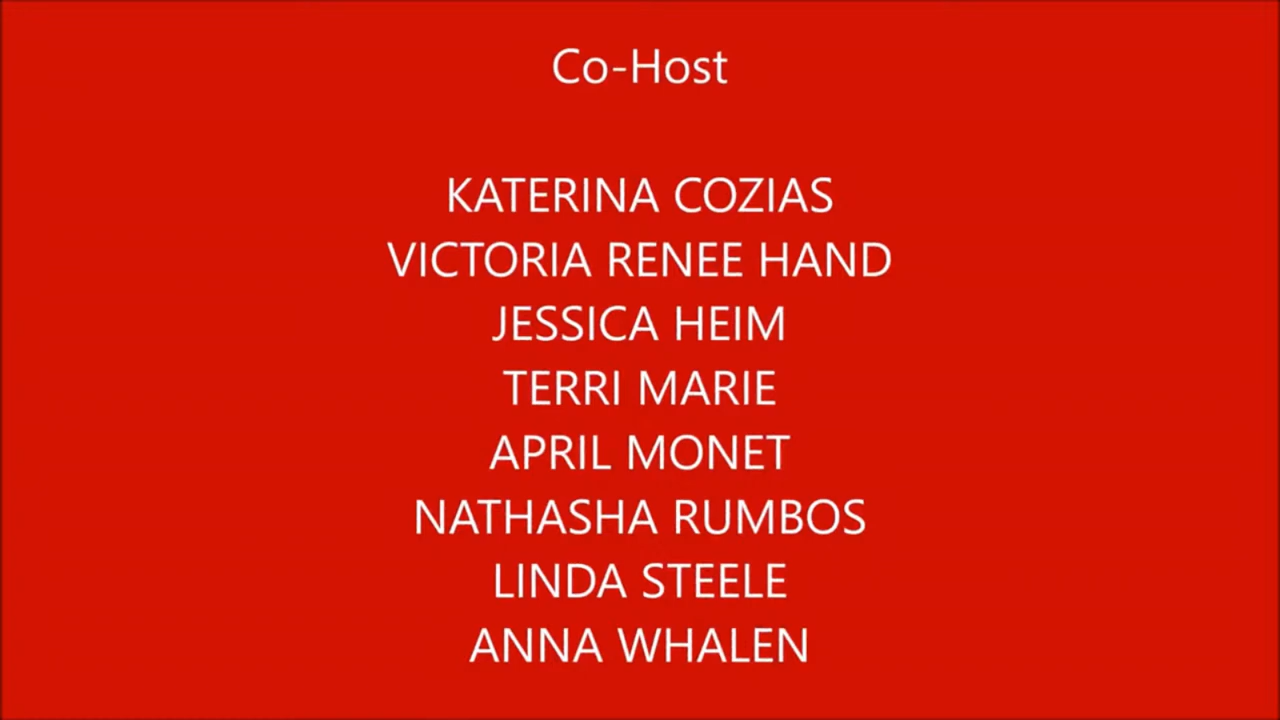 Co-Host
KATERINA COZIAS
VICTORIA RENEE HAND
JESSICA HEIM
TERRI MARIE
APRIL MONET
NATHASHA RUMBOS
LINDA STEELE
ANNA WHALEN